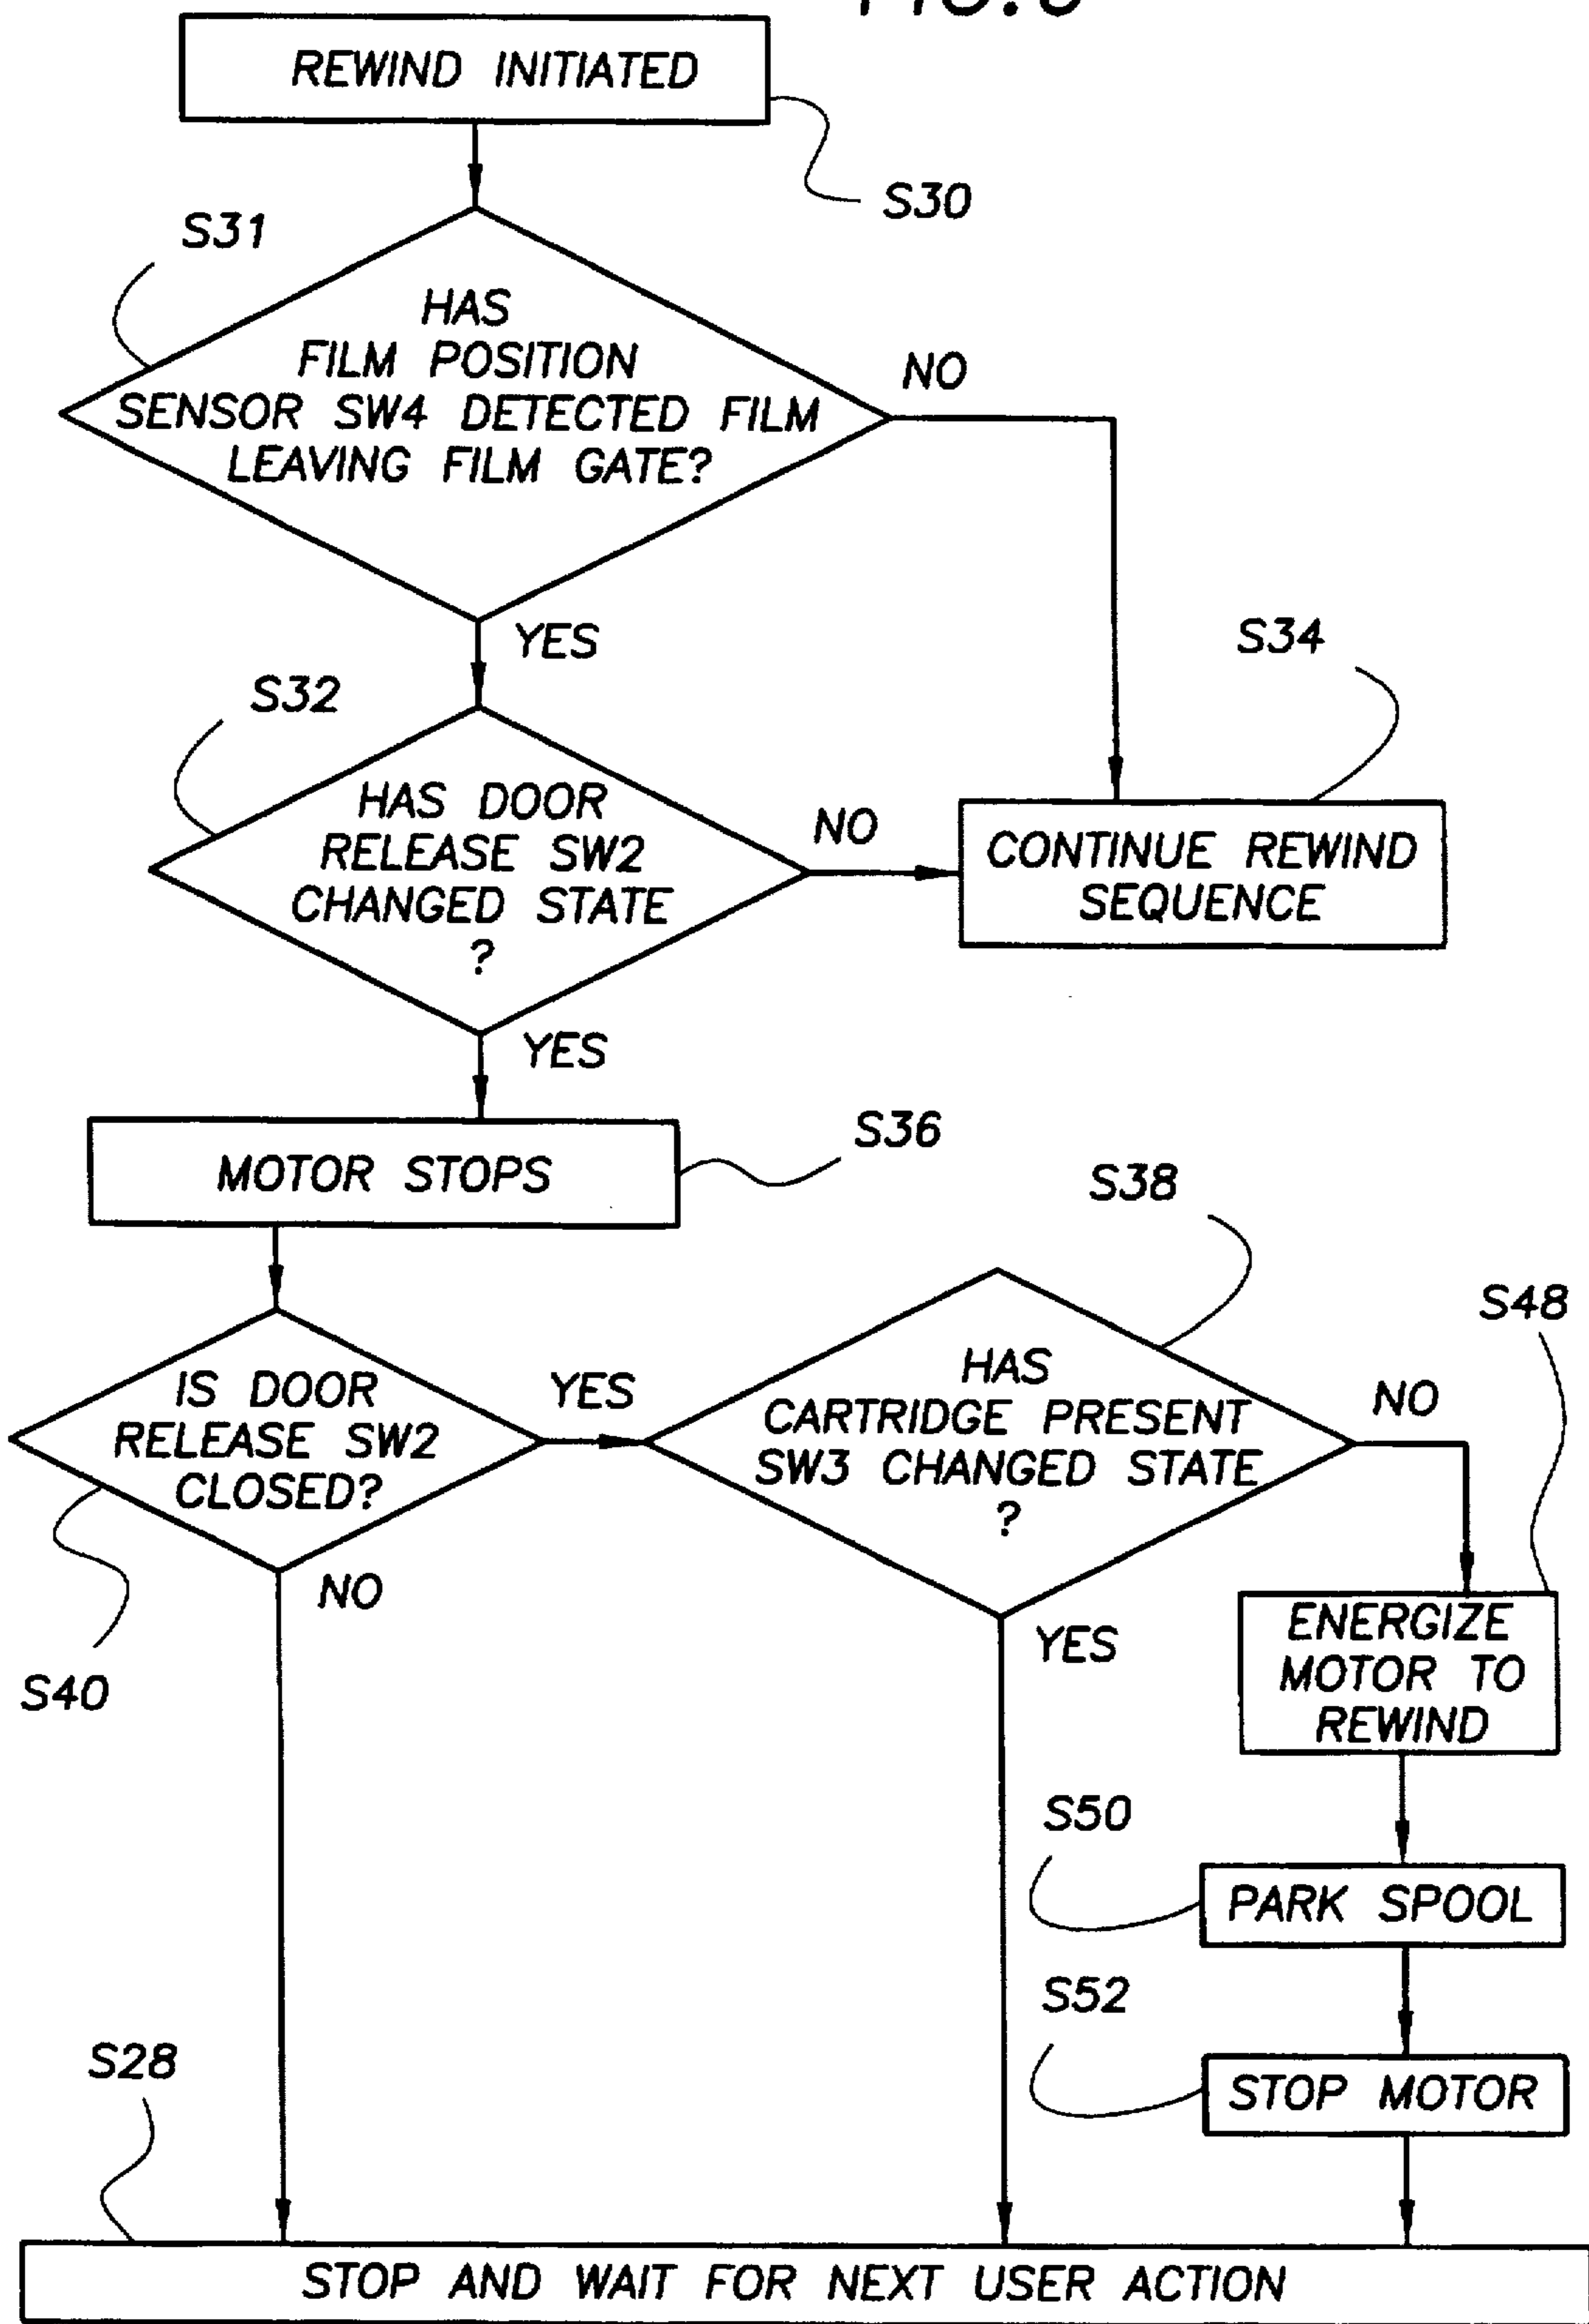 REWIND INITIATED
S30
S31
HAS
FILM POSITION
SENSOR SW4 DETECTED FILM
LEAVING FILM GATE?
NO
YES
S34
S32
HAS DOOR
RELEASE SW2
CHANGED STATE
?
NO
CONTINUE REWIND
SEQUENCE
YES
MOTOR STOPS
S36
S38
S48
IS DOOR
RELEASE SW2
CLOSED?
YES
HAS
CARTRIDGE PRESENT
SW3 CHANGED STATE
?
NO
NO
S40
YES
ENERGIZE
MOTOR TO
REWIND
S50
PARK SPOOL
S52
STOP MOTOR
S28
STOP AND WAIT FOR NEXT USER ACTION